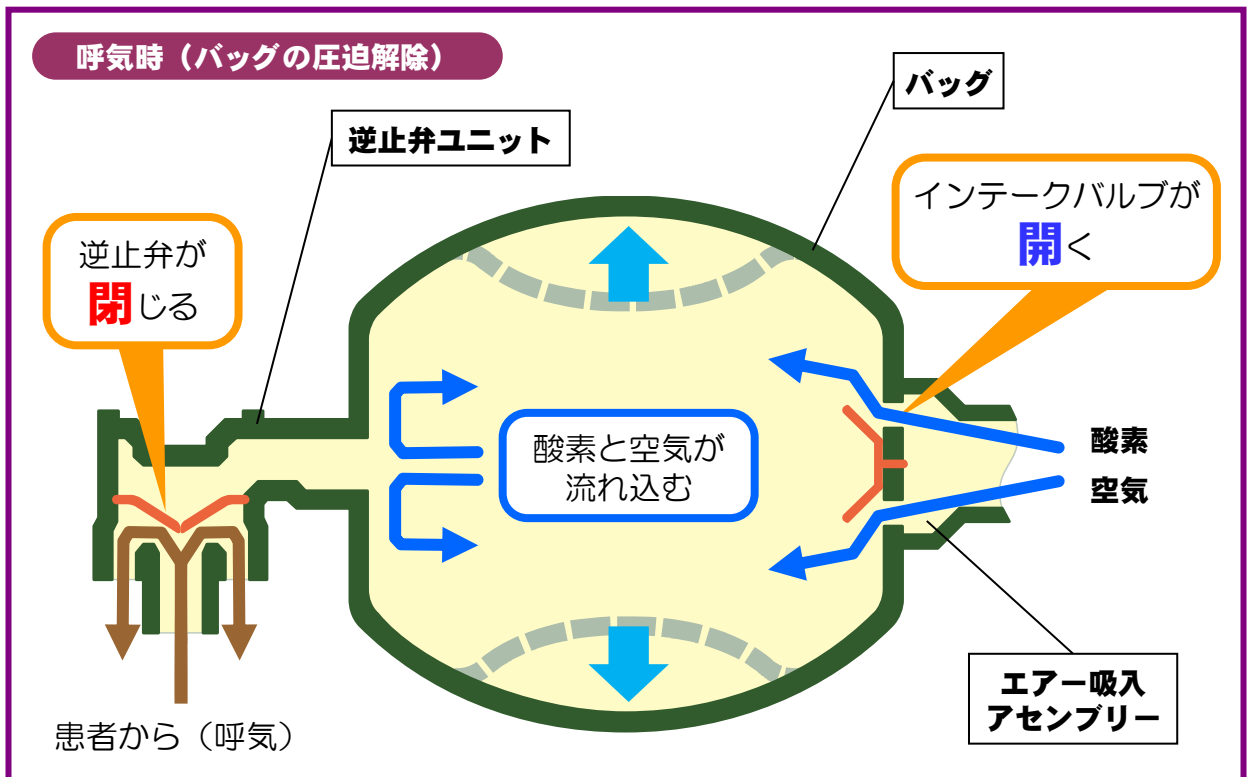 呼気時（バッグの圧迫解除）
バッグ
逆止弁ユニット
インテークバルブが
開く
逆止弁が
閉じる
酸素と空気が
流れ込む
酸素
空気
エアー吸入
アセンブリー
患者から（呼気）